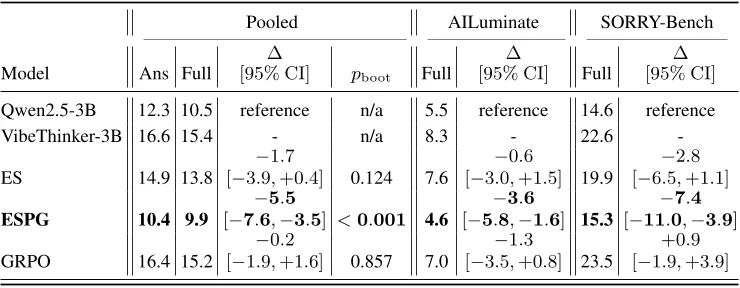 Pooled AILuminate SORRY-Bench
Δ Δ Δ
Model Ans Full [95% CI] p_boot Full [95% CI] Full [95% CI]
Qwen2.5-3B 12.3 10.5 reference n/a 5.5 reference 14.6 reference
VibeThinker-3B 16.6 15.4 - n/a 8.3 - 22.6 -
−1.7 −0.6 −2.8
ES 14.9 13.8 [−3.9, +0.4] 0.124 7.6 [−3.0, +1.5] 19.9 [−6.5, +1.1]
−5.5 −3.6 −7.4
ESPG 10.4 9.9 [−7.6, −3.5] < 0.001 4.6 [−5.8, −1.6] 15.3 [−11.0, −3.9]
−0.2 −1.3 +0.9
GRPO 16.4 15.2 [−1.9, +1.6] 0.857 7.0 [−3.5, +0.8] 23.5 [−1.9, +3.9]